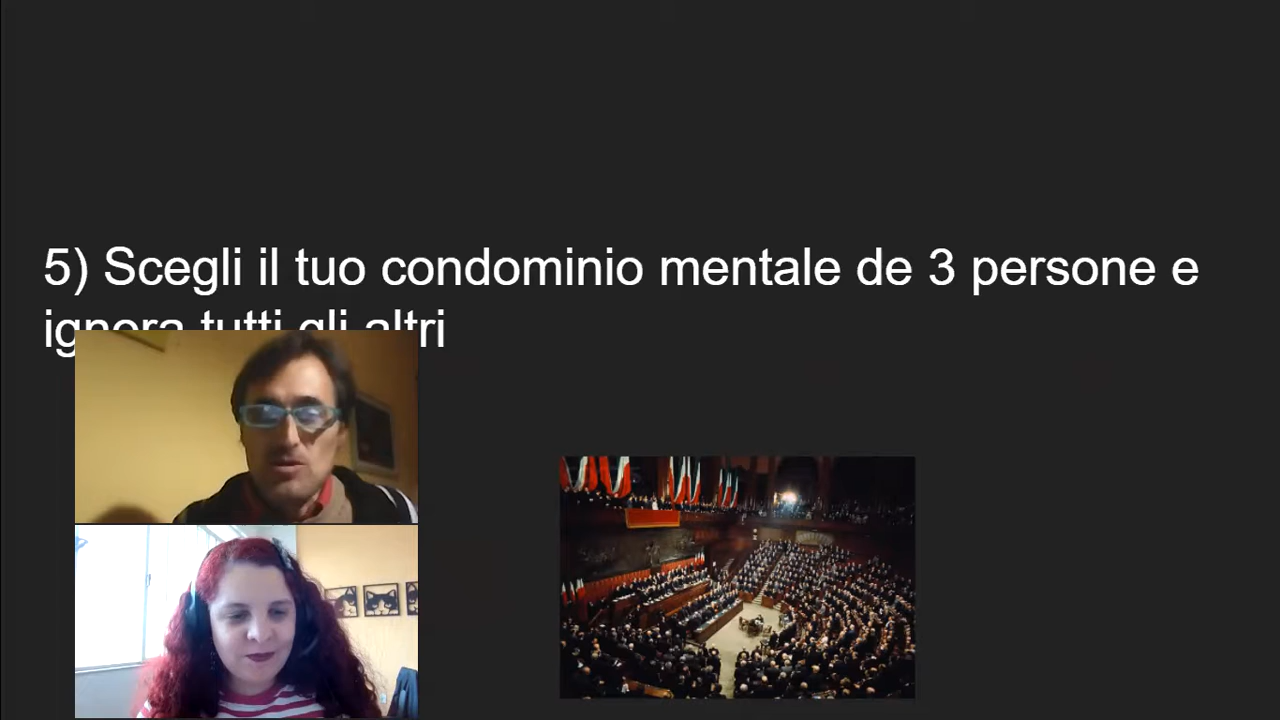 5) Scegli il tuo condominio mentale de 3 persone e
ignora tutti gli altri